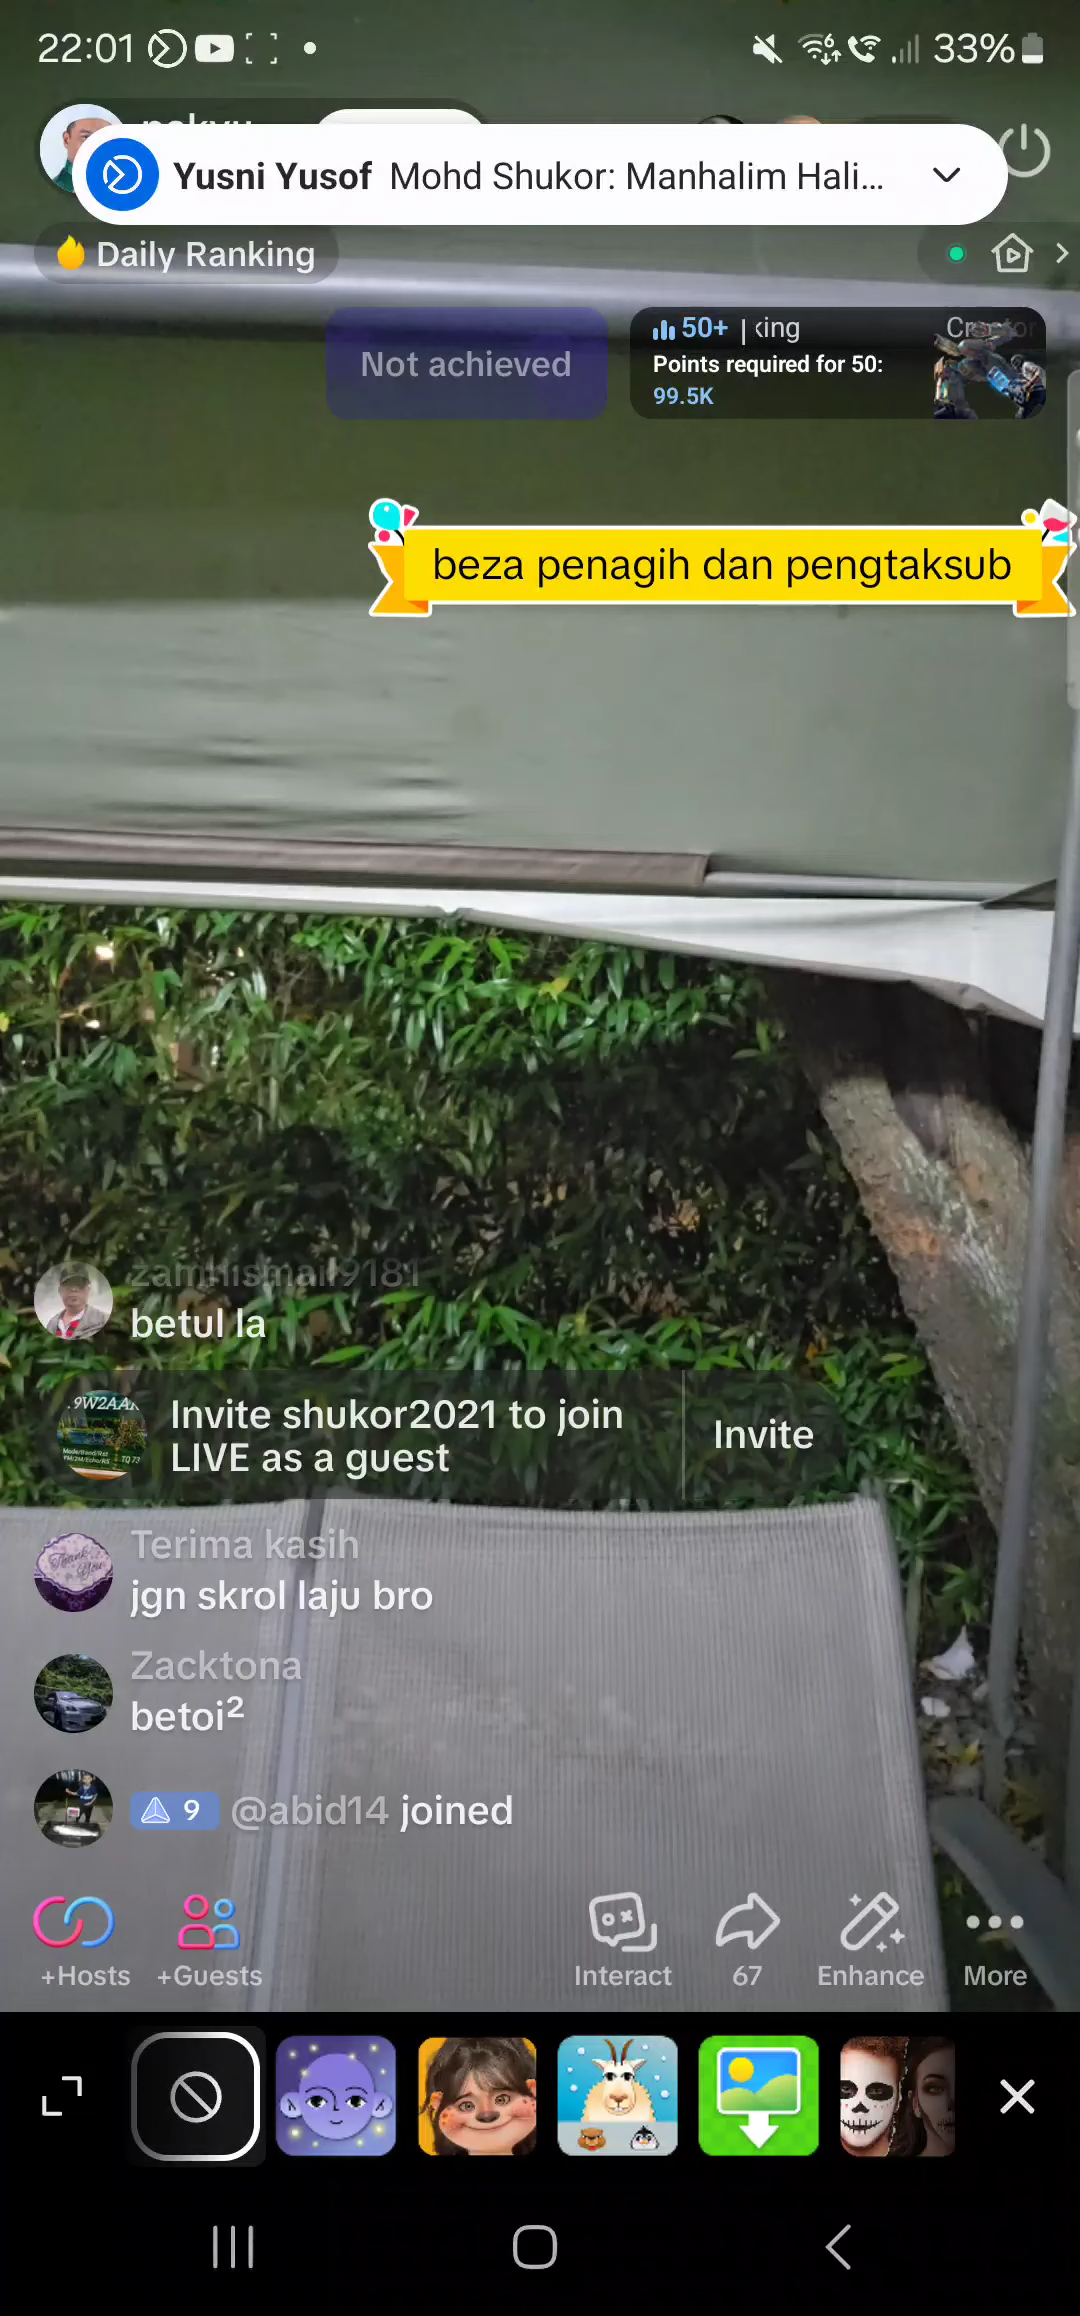 22:01
33%
Yusni Yusof Mohd Shukor: Manhalim Hali...
Daily Ranking
Not achieved
50+ | king
Points required for 50:
99.5K
beza penagih dan pengtaksub
zamriismail9181
betul la
.9W2AAK
Invite shukor2021 to join
LIVE as a guest
Invite
Terima kasih
jgn skrol laju bro
Zacktona
betoi²
9 @abid14 joined
+Hosts
+Guests
Interact
67
Enhance
More